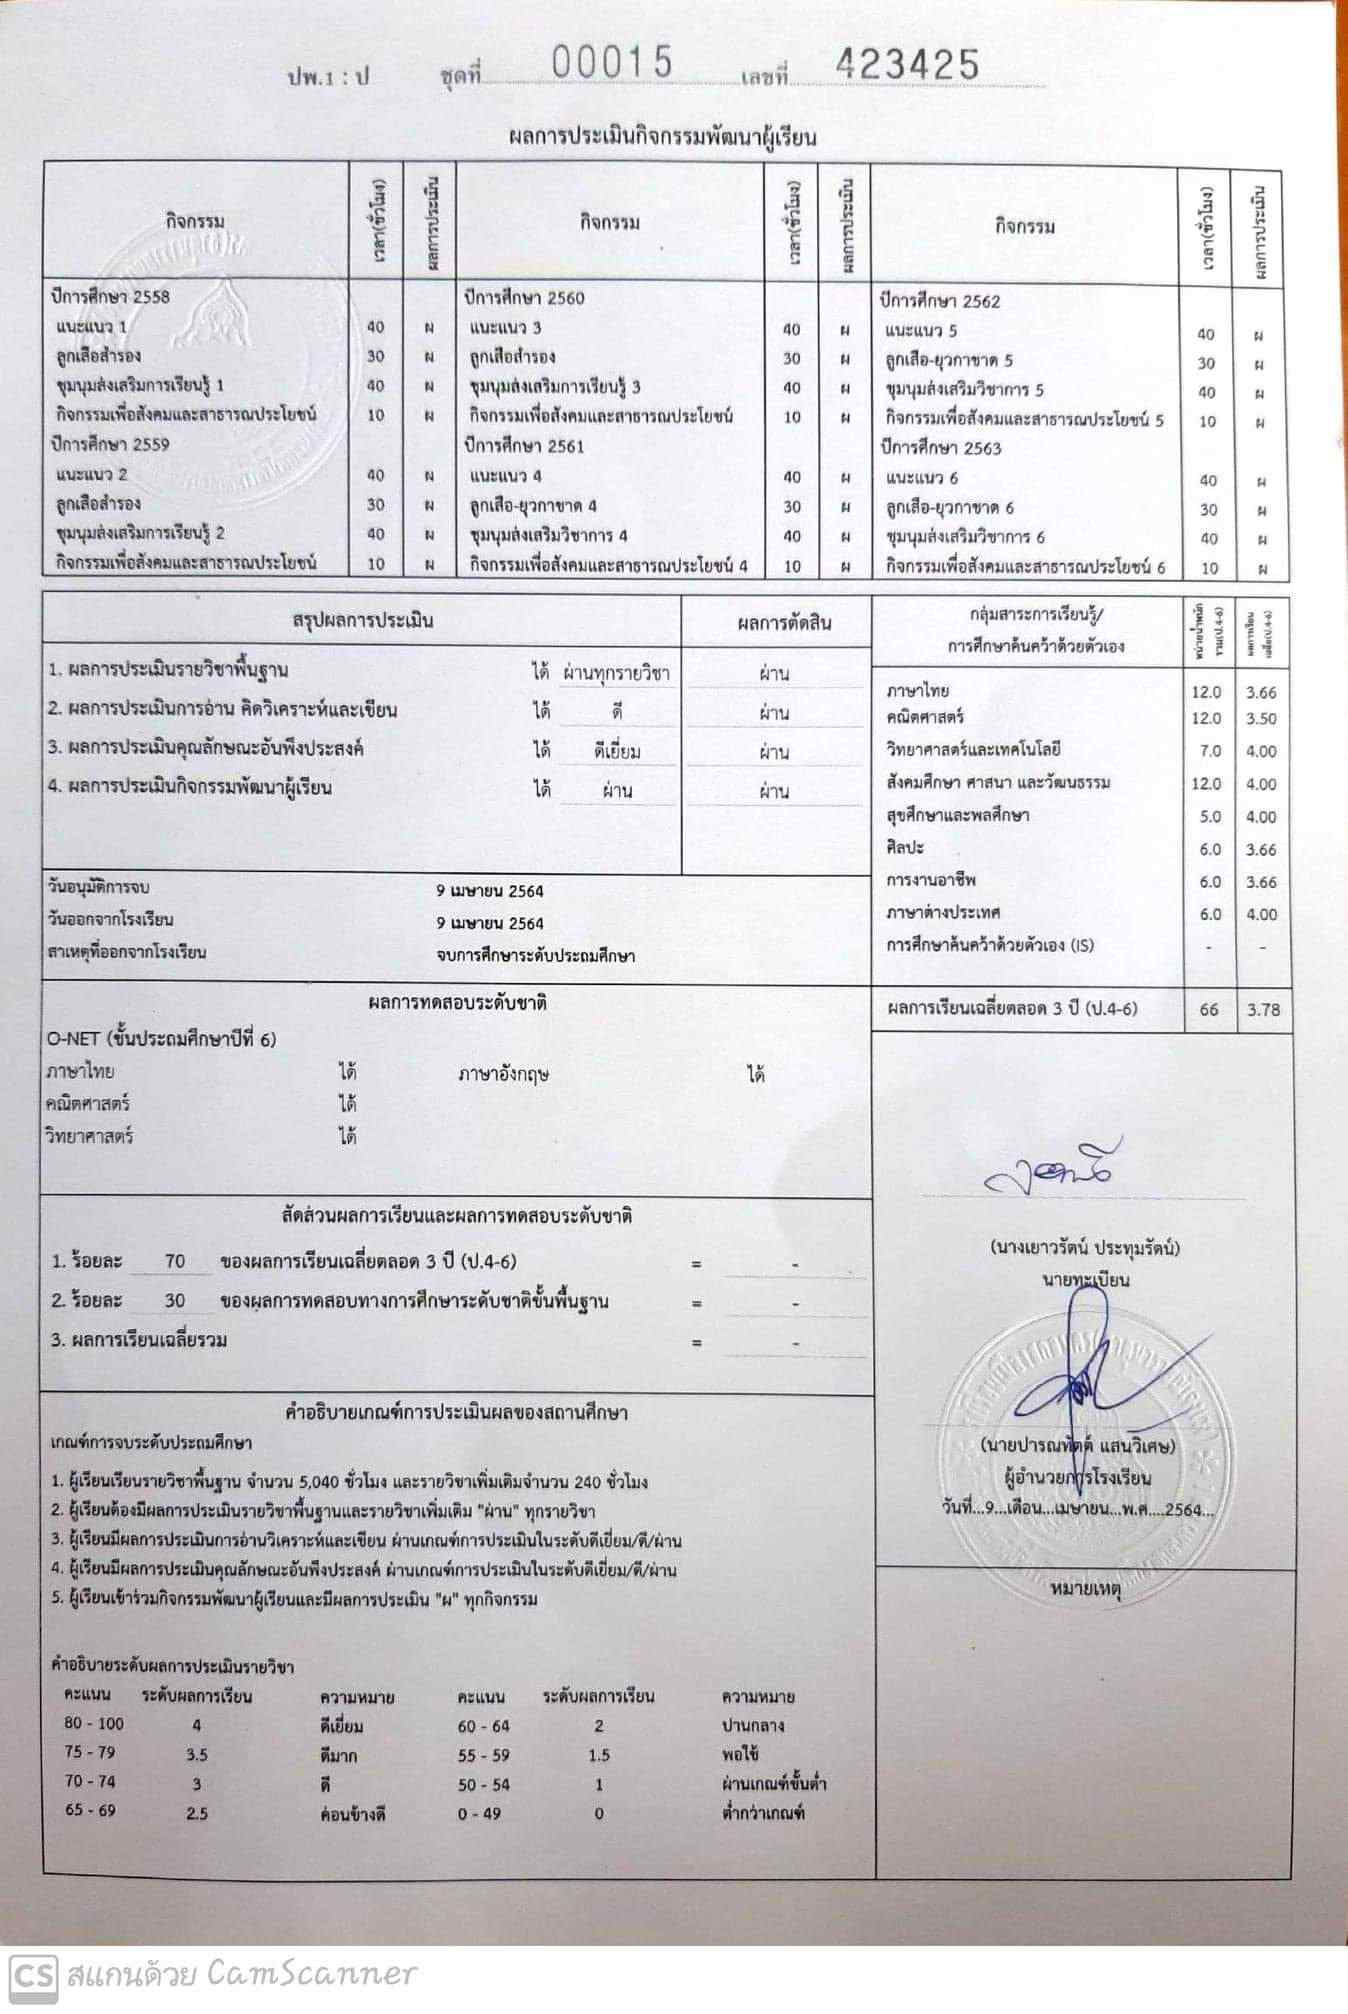 ปพ.1 : ป ชุดที่ 00015 เลขที่ 423425
ผลการประเมินกิจกรรมพัฒนาผู้เรียน
กิจกรรม เวลา(ชั่วโมง) ผลการประเมิน กิจกรรม เวลา(ชั่วโมง) ผลการประเมิน กิจกรรม เวลา(ชั่วโมง) ผลการประเมิน
ปีการศึกษา 2558 ปีการศึกษา 2560 ปีการศึกษา 2562
แนะแนว 1 40 ผ แนะแนว 3 40 ผ แนะแนว 5 40 ผ
ลูกเสือสำรอง 30 ผ ลูกเสือสำรอง 30 ผ ลูกเสือ-ยุวกาชาด 5 30 ผ
ชุมนุมส่งเสริมการเรียนรู้ 1 40 ผ ชุมนุมส่งเสริมการเรียนรู้ 3 40 ผ ชุมนุมส่งเสริมวิชาการ 5 40 ผ
กิจกรรมเพื่อสังคมและสาธารณประโยชน์ 10 ผ กิจกรรมเพื่อสังคมและสาธารณประโยชน์ 10 ผ กิจกรรมเพื่อสังคมและสาธารณประโยชน์ 5 10 ผ
ปีการศึกษา 2559 ปีการศึกษา 2561 ปีการศึกษา 2563
แนะแนว 2 40 ผ แนะแนว 4 40 ผ แนะแนว 6 40 ผ
ลูกเสือสำรอง 30 ผ ลูกเสือ-ยุวกาชาด 4 30 ผ ลูกเสือ-ยุวกาชาด 6 30 ผ
ชุมนุมส่งเสริมการเรียนรู้ 2 40 ผ ชุมนุมส่งเสริมวิชาการ 4 40 ผ ชุมนุมส่งเสริมวิชาการ 6 40 ผ
กิจกรรมเพื่อสังคมและสาธารณประโยชน์ 10 ผ กิจกรรมเพื่อสังคมและสาธารณประโยชน์ 4 10 ผ กิจกรรมเพื่อสังคมและสาธารณประโยชน์ 6 10 ผ
สรุปผลการประเมิน ผลการตัดสิน
1. ผลการประเมินรายวิชาพื้นฐาน ได้ ผ่านทุกรายวิชา ผ่าน
2. ผลการประเมินการอ่าน คิดวิเคราะห์และเขียน ได้ ดี ผ่าน
3. ผลการประเมินคุณลักษณะอันพึงประสงค์ ได้ ดีเยี่ยม ผ่าน
4. ผลการประเมินกิจกรรมพัฒนาผู้เรียน ได้ ผ่าน ผ่าน
วันอนุมัติการจบ 9 เมษายน 2564
วันออกจากโรงเรียน 9 เมษายน 2564
สาเหตุที่ออกจากโรงเรียน จบการศึกษาระดับประถมศึกษา
กลุ่มสาระการเรียนรู้/
การศึกษาค้นคว้าด้วยตัวเอง
หน่วยน้ำหนัก
รวม(ป.4-6)
ผลการเรียน
เฉลี่ย(ป.4-6)
ภาษาไทย 12.0 3.66
คณิตศาสตร์ 12.0 3.50
วิทยาศาสตร์และเทคโนโลยี 7.0 4.00
สังคมศึกษา ศาสนา และวัฒนธรรม 12.0 4.00
สุขศึกษาและพลศึกษา 5.0 4.00
ศิลปะ 6.0 3.66
การงานอาชีพ 6.0 3.66
ภาษาต่างประเทศ 6.0 4.00
การศึกษาค้นคว้าด้วยตัวเอง (IS) - -
ผลการเรียนเฉลี่ยตลอด 3 ปี (ป.4-6) 66 3.78
ผลการทดสอบระดับชาติ
O-NET (ชั้นประถมศึกษาปีที่ 6)
ภาษาไทย ได้ ภาษาอังกฤษ ได้
คณิตศาสตร์ ได้
วิทยาศาสตร์ ได้
สัดส่วนผลการเรียนและผลการทดสอบระดับชาติ
1. ร้อยละ 70 ของผลการเรียนเฉลี่ยตลอด 3 ปี (ป.4-6) = -
2. ร้อยละ 30 ของผลการทดสอบทางการศึกษาระดับชาติขั้นพื้นฐาน = -
3. ผลการเรียนเฉลี่ยรวม = -
(นางเยาวรัตน์ ประทุมรัตน์)
นายทะเบียน
(นายปารณทัตต์ แสนวิเศษ)
ผู้อำนวยการโรงเรียน
วันที่...9...เดือน...เมษายน...พ.ศ....2564...
หมายเหตุ
คำอธิบายเกณฑ์การประเมินผลของสถานศึกษา
เกณฑ์การจบระดับประถมศึกษา
1. ผู้เรียนเรียนรายวิชาพื้นฐาน จำนวน 5,040 ชั่วโมง และรายวิชาเพิ่มเติมจำนวน 240 ชั่วโมง
2. ผู้เรียนต้องมีผลการประเมินรายวิชาพื้นฐานและรายวิชาเพิ่มเติม "ผ่าน" ทุกรายวิชา
3. ผู้เรียนมีผลการประเมินการอ่านวิเคราะห์และเขียน ผ่านเกณฑ์การประเมินในระดับดีเยี่ยม/ดี/ผ่าน
4. ผู้เรียนมีผลการประเมินคุณลักษณะอันพึงประสงค์ ผ่านเกณฑ์การประเมินในระดับดีเยี่ยม/ดี/ผ่าน
5. ผู้เรียนเข้าร่วมกิจกรรมพัฒนาผู้เรียนและมีผลการประเมิน "ผ" ทุกกิจกรรม
คำอธิบายระดับผลการประเมินรายวิชา
คะแนน ระดับผลการเรียน ความหมาย คะแนน ระดับผลการเรียน ความหมาย
80 - 100 4 ดีเยี่ยม 60 - 64 2 ปานกลาง
75 - 79 3.5 ดีมาก 55 - 59 1.5 พอใช้
70 - 74 3 ดี 50 - 54 1 ผ่านเกณฑ์ขั้นต่ำ
65 - 69 2.5 ค่อนข้างดี 0 - 49 0 ต่ำกว่าเกณฑ์
CS สแกนด้วย CamScanner